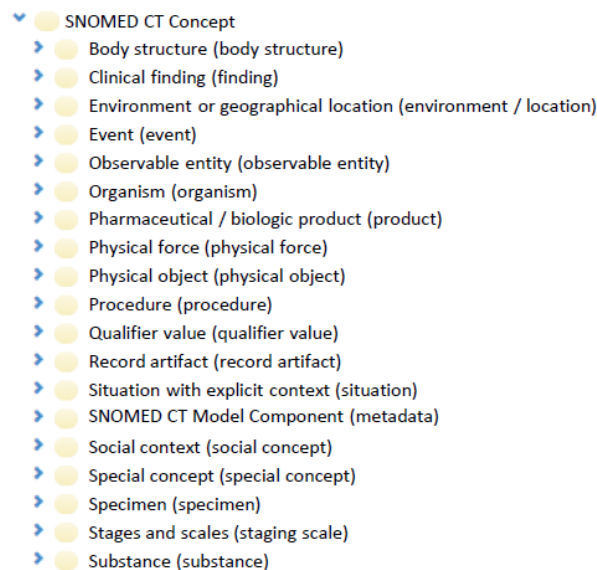 SNOMED CT Concept
Body structure (body structure)
Clinical finding (finding)
Environment or geographical location (environment / location)
Event (event)
Observable entity (observable entity)
Organism (organism)
Pharmaceutical / biologic product (product)
Physical force (physical force)
Physical object (physical object)
Procedure (procedure)
Qualifier value (qualifier value)
Record artifact (record artifact)
Situation with explicit context (situation)
SNOMED CT Model Component (metadata)
Social context (social concept)
Special concept (special concept)
Specimen (specimen)
Stages and scales (staging scale)
Substance (substance)